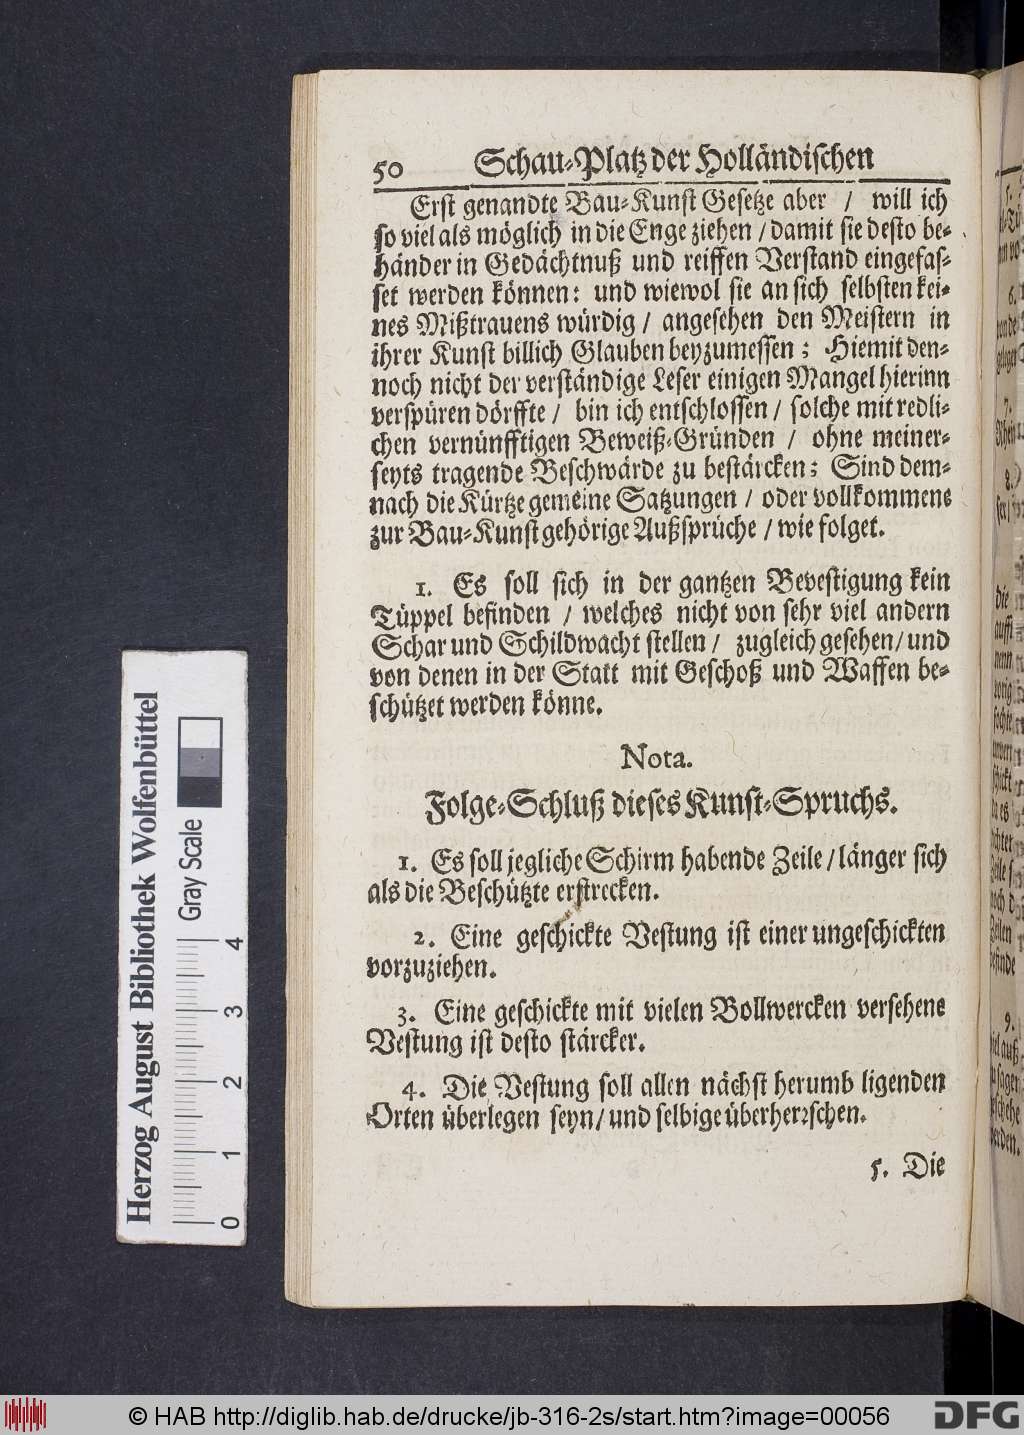 50 Schau-Platz der Holländischen
Erst genandte Bau-Kunst Gesetze aber / will ich
so viel als möglich in die Enge ziehen / damit sie desto be-
händer in Gedächtnuß und reiffen Verstand eingefas-
set werden können: und wiewol sie an sich selbsten kei-
nes Mißtrauens würdig / angesehen den Meistern in
ihrer Kunst billich Glauben beyzumessen; Hiemit den-
noch nicht der verständige Leser einigen Mangel hierinn
verspüren dörffte / bin ich entschlossen / solche mit redli-
chen vernünfftigen Beweiß-Gründen / ohne meiner-
seyts tragende Beschwärde zu bestärcken; Sind dem-
nach die Kürtze gemeine Satzungen / oder vollkommene
zur Bau-Kunst gehörige Außsprüche / wie folget.
1. Es soll sich in der gantzen Bevestigung kein
Tüppel befinden / welches nicht von sehr viel andern
Schar und Schildwacht stellen / zugleich gesehen / und
von denen in der Statt mit Geschoß und Waffen be-
schützet werden könne.
Nota.
Folge-Schluß dieses Kunst-Spruchs.
1. Es soll jegliche Schirm habende Zeile / länger sich
als die Beschützte erstrecken.
2. Eine geschickte Vestung ist einer ungeschickten
vorzuziehen.
3. Eine geschickte mit vielen Bollwercken versehene
Vestung ist desto stärcker.
4. Die Vestung soll allen nächst herumb ligenden
Orten überlegen seyn / und selbige überherrschen.
5. Die
Herzog August Bibliothek Wolfenbüttel
Gray Scale
0 1 2 3 4
© HAB http://diglib.hab.de/drucke/jb-316-2s/start.htm?image=00056
DFG